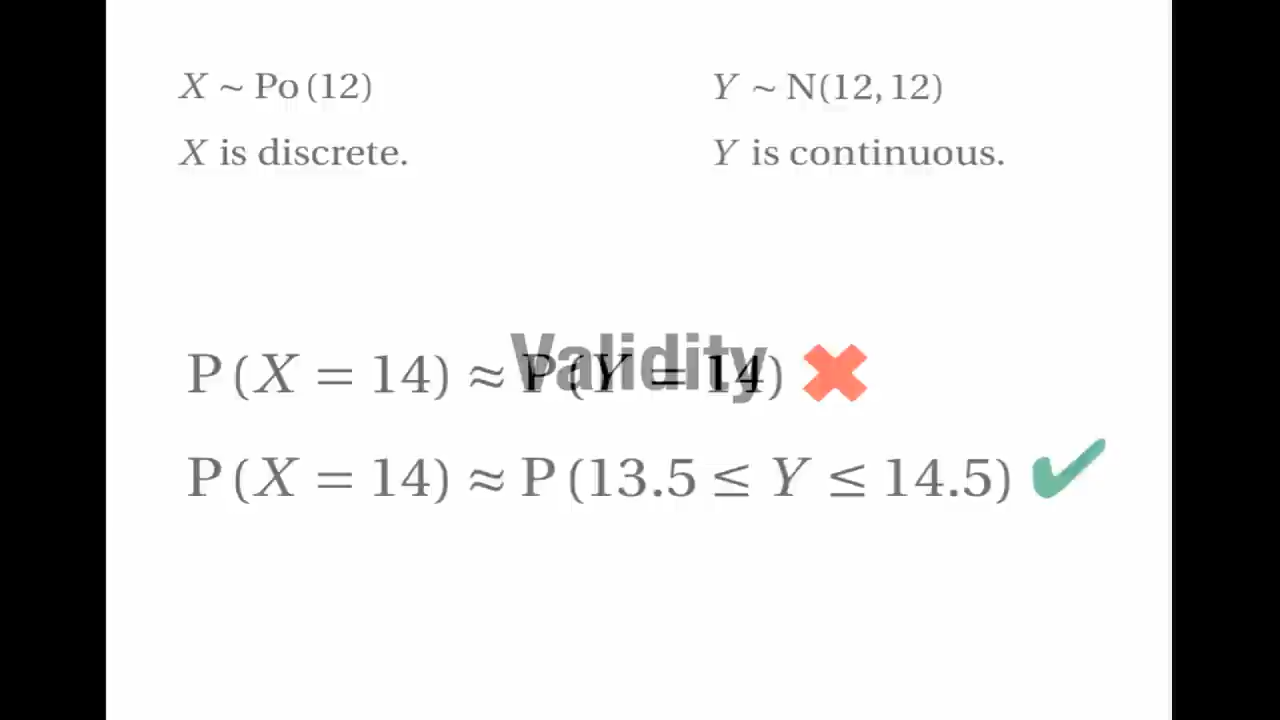 X ~ Po (12)
Y ~ N(12, 12)
X is discrete.
Y is continuous.
Validity
P (X = 14) ≈ P (Y = 14) ✖
P (X = 14) ≈ P (13.5 ≤ Y ≤ 14.5) ✔